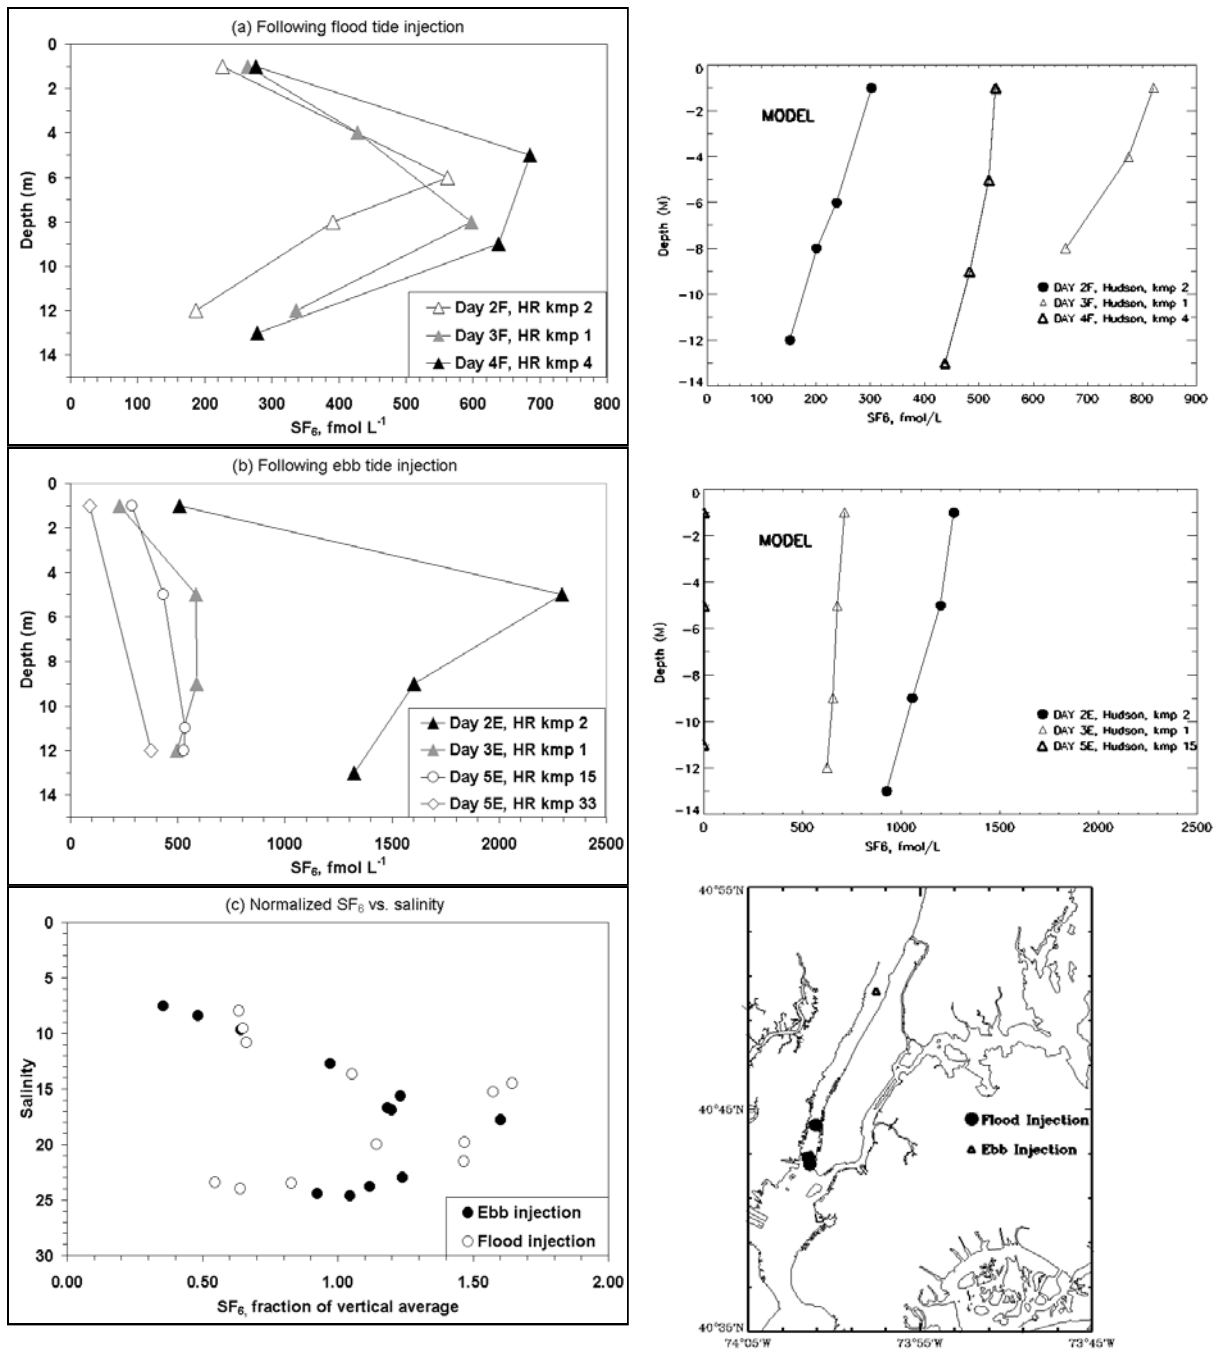 (a) Following flood tide injection
0
2
4
6
8
10
12
14
Depth (m)
Day 2F, HR kmp 2
Day 3F, HR kmp 1
Day 4F, HR kmp 4
0 100 200 300 400 500 600 700 800
SF₆, fmol L⁻¹
0
-2
-4
-6
-8
-10
-12
-14
Depth (M)
MODEL
DAY 2F, Hudson, kmp 2
DAY 3F, Hudson, kmp 1
DAY 4F, Hudson, kmp 4
0 100 200 300 400 500 600 700 800 900
SF₆, fmol/L
(b) Following ebb tide injection
0
2
4
6
8
10
12
14
Depth (m)
Day 2E, HR kmp 2
Day 3E, HR kmp 1
Day 5E, HR kmp 15
Day 5E, HR kmp 33
0 500 1000 1500 2000 2500
SF₆, fmol L⁻¹
0
-2
-4
-6
-8
-10
-12
-14
Depth (M)
MODEL
DAY 2E, Hudson, kmp 2
DAY 3E, Hudson, kmp 1
DAY 5E, Hudson, kmp 15
0 500 1000 1500 2000 2500
SF₆, fmol/L
(c) Normalized SF₆ vs. salinity
0
5
10
15
20
25
30
Salinity
Ebb injection
Flood injection
0.00 0.50 1.00 1.50 2.00
SF₆, fraction of vertical average
40°55'N
40°45'N
40°35'N
Flood Injection
Ebb Injection
74°05'W 73°55'W 73°45'W